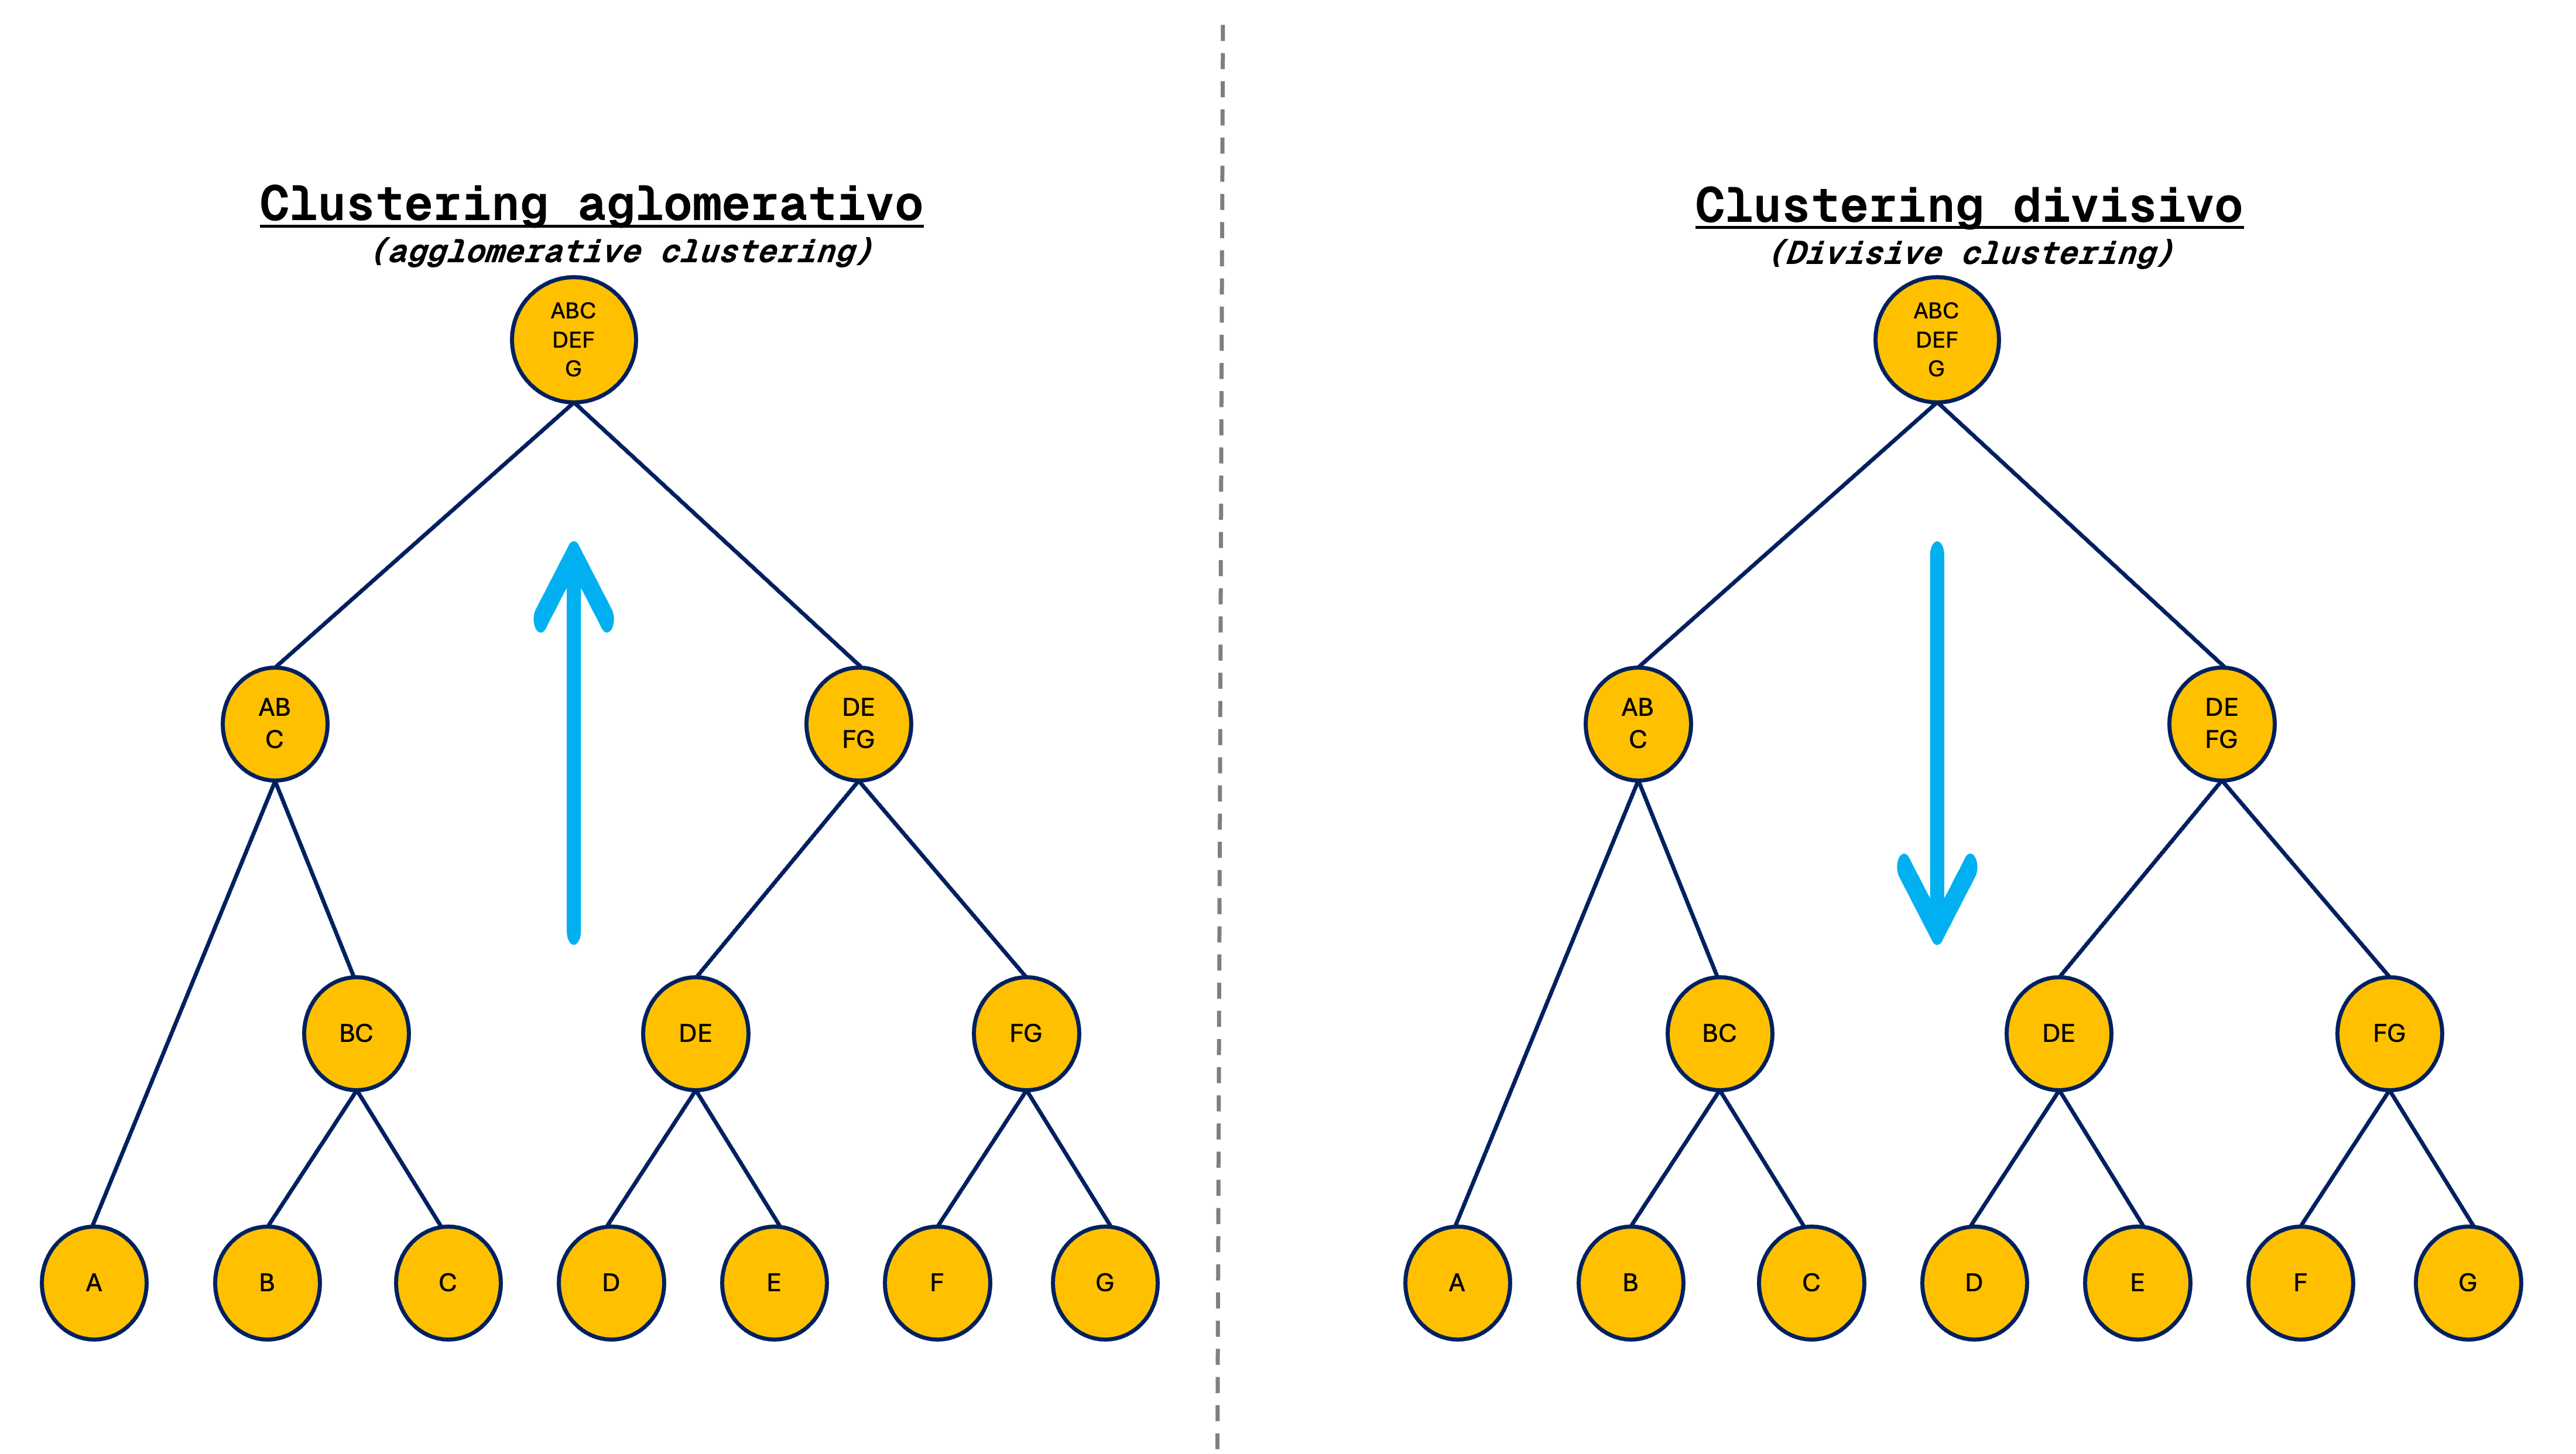 Clustering aglomerativo
(agglomerative clustering)
ABC
DEF
G
AB
C
DE
FG
BC
DE
FG
A
B
C
D
E
F
G
Clustering divisivo
(Divisive clustering)
ABC
DEF
G
AB
C
DE
FG
BC
DE
FG
A
B
C
D
E
F
G